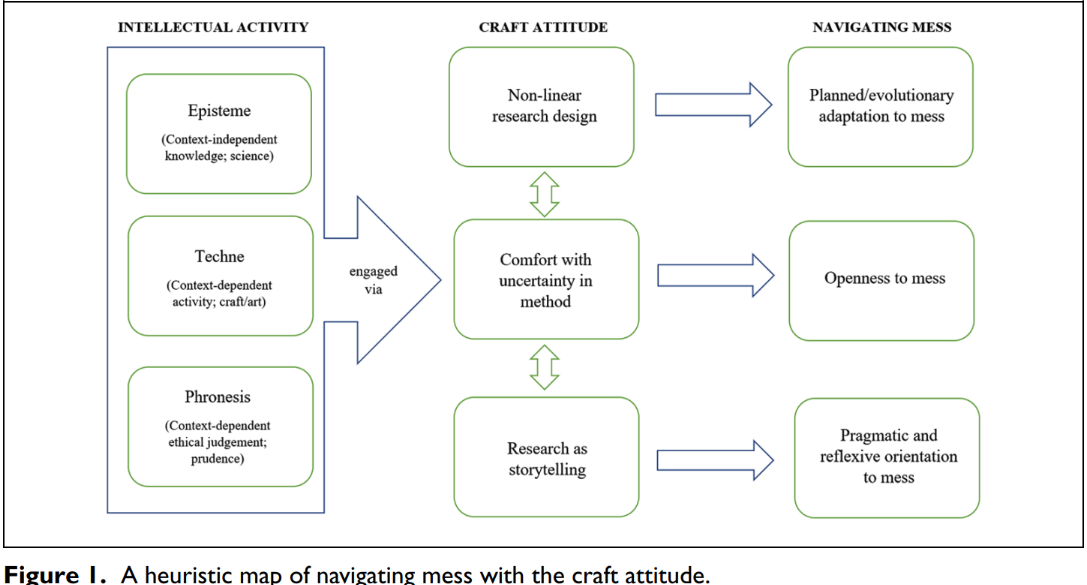 INTELLECTUAL ACTIVITY
CRAFT ATTITUDE
NAVIGATING MESS
Episteme
(Context-independent
knowledge; science)
Techne
(Context-dependent
activity; craft/art)
Phronesis
(Context-dependent
ethical judgement;
prudence)
engaged
via
Non-linear
research design
Comfort with
uncertainty in
method
Research as
storytelling
Planned/evolutionary
adaptation to mess
Openness to mess
Pragmatic and
reflexive orientation
to mess
Figure 1. A heuristic map of navigating mess with the craft attitude.